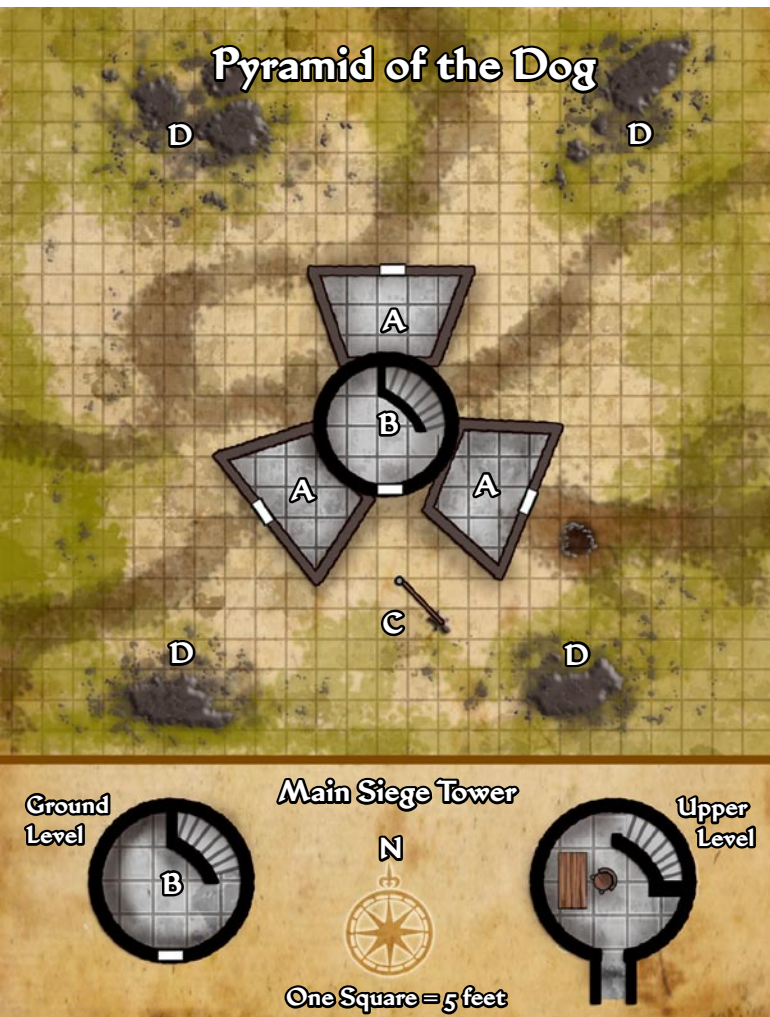 Pyramid of the Dog
D
D
A
B
A
A
C
D
D
Main Siege Tower
Ground
Level
Upper
Level
N
B
One Square = 5 feet